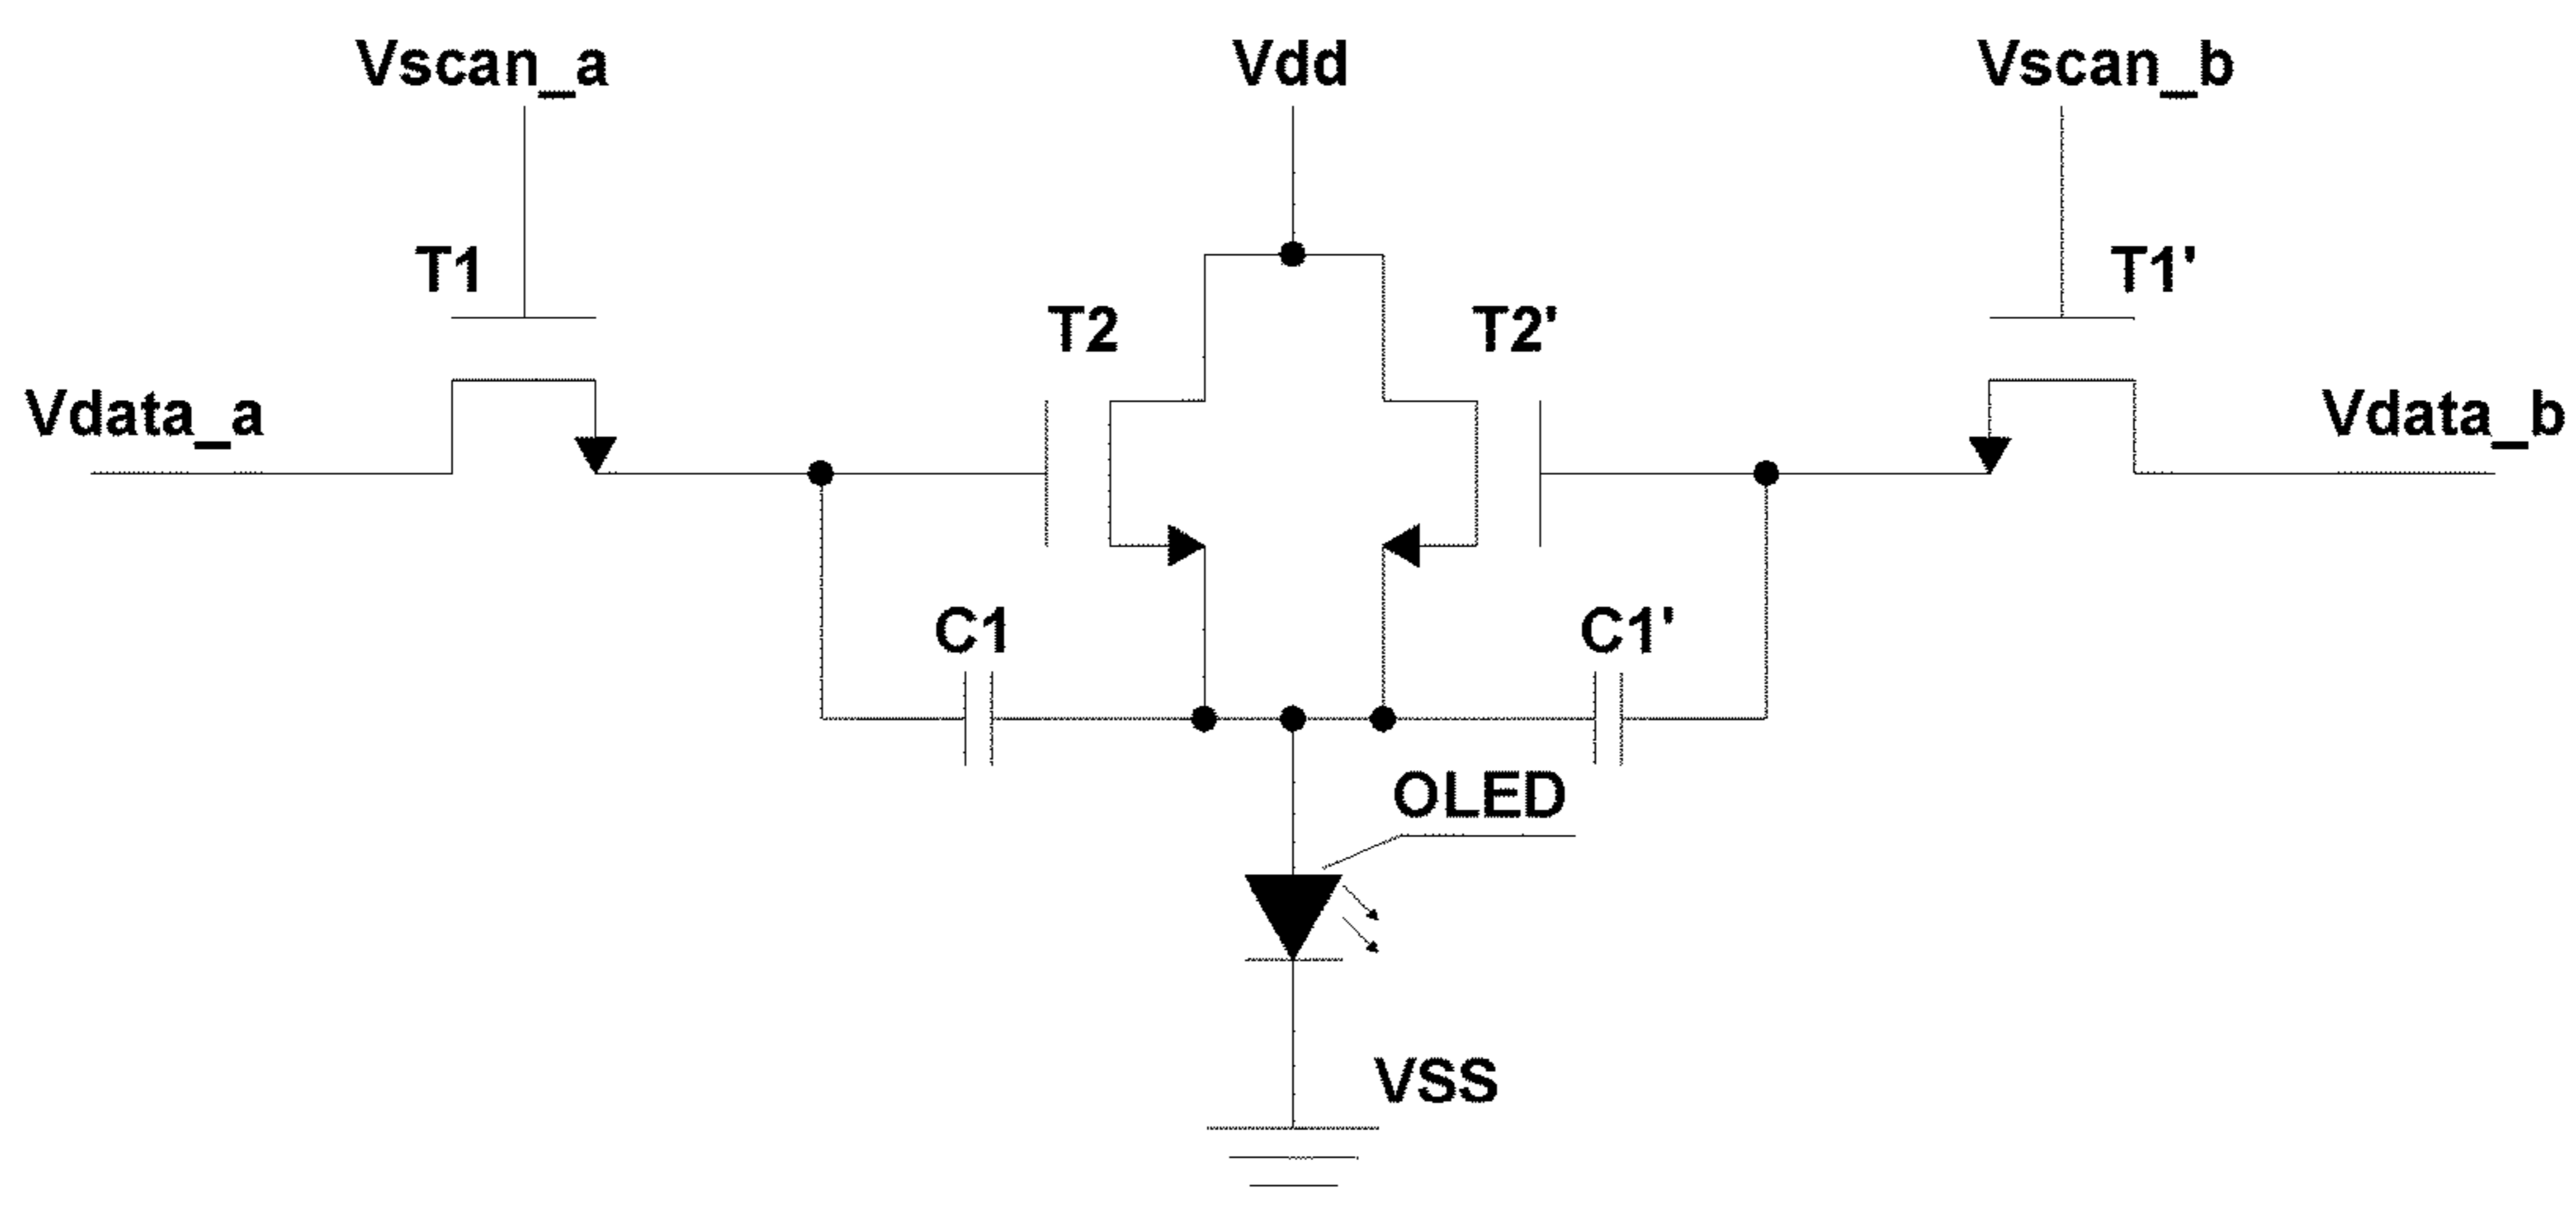 Vscan_a
Vdd
Vscan_b
T1
T1'
T2
T2'
Vdata_a
Vdata_b
C1
C1'
OLED
VSS